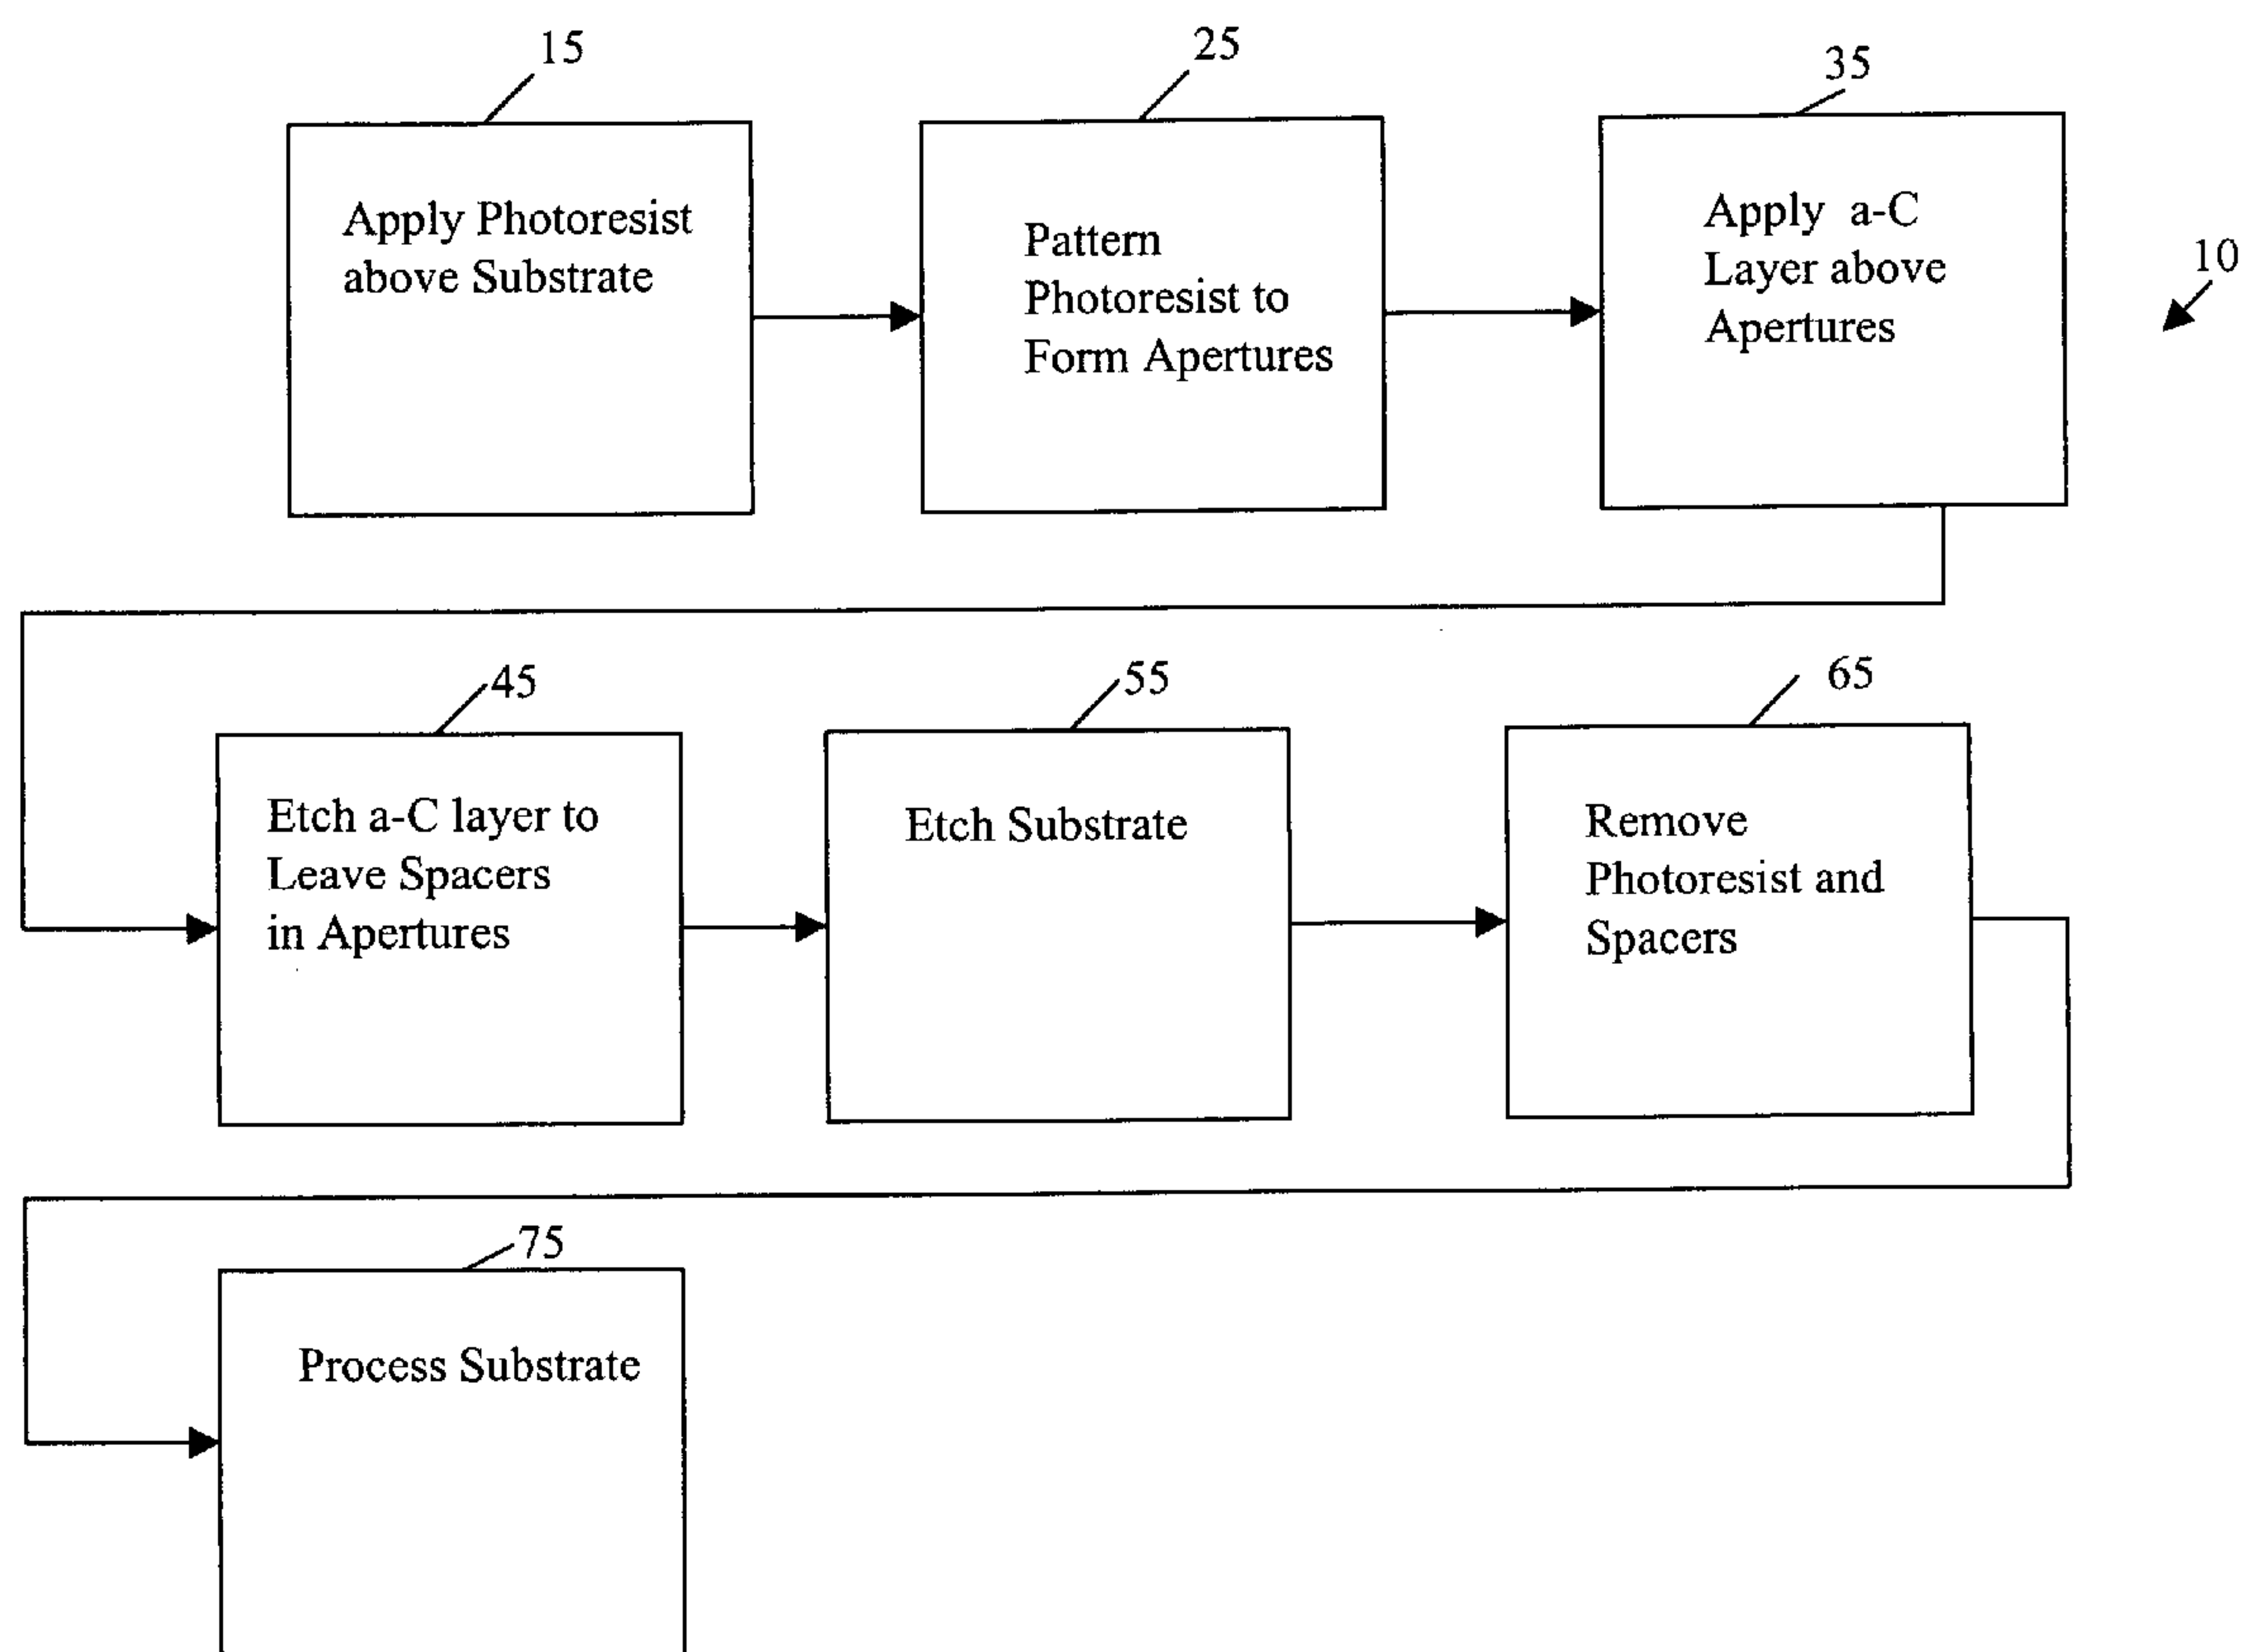 15
25
35
Apply Photoresist
above Substrate
Pattern
Photoresist to
Form Apertures
Apply a-C
Layer above
Apertures
10
45
55
65
Etch a-C layer to
Leave Spacers
in Apertures
Etch Substrate
Remove
Photoresist and
Spacers
75
Process Substrate